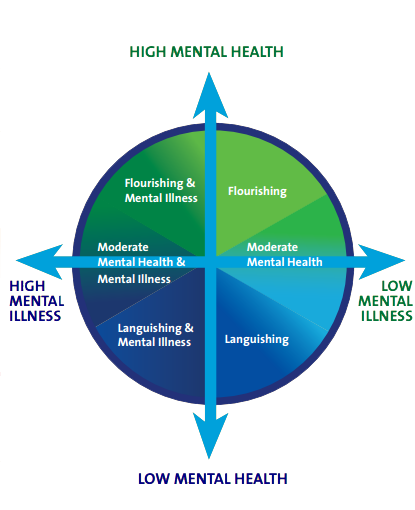 HIGH MENTAL HEALTH
Flourishing &
Mental Illness
Flourishing
Moderate
Mental Health &
Mental Illness
Moderate
Mental Health
HIGH
MENTAL
ILLNESS
LOW
MENTAL
ILLNESS
Languishing &
Mental Illness
Languishing
LOW MENTAL HEALTH